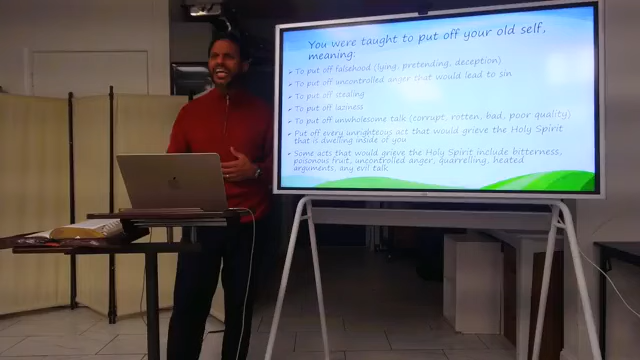 You were taught to put off your old self,
meaning:
To put off falsehood (lying, pretending, deception)
To put off uncontrolled anger that would lead to sin
To put off stealing
To put off laziness
To put off unwholesome talk (corrupt, rotten, bad, poor quality)
Put off every unrighteous act that would grieve the Holy Spirit
that is dwelling inside of you
Some acts that would grieve the Holy Spirit include bitterness,
poisonous fruit, uncontrolled anger, quarrelling, heated
arguments, any evil talk